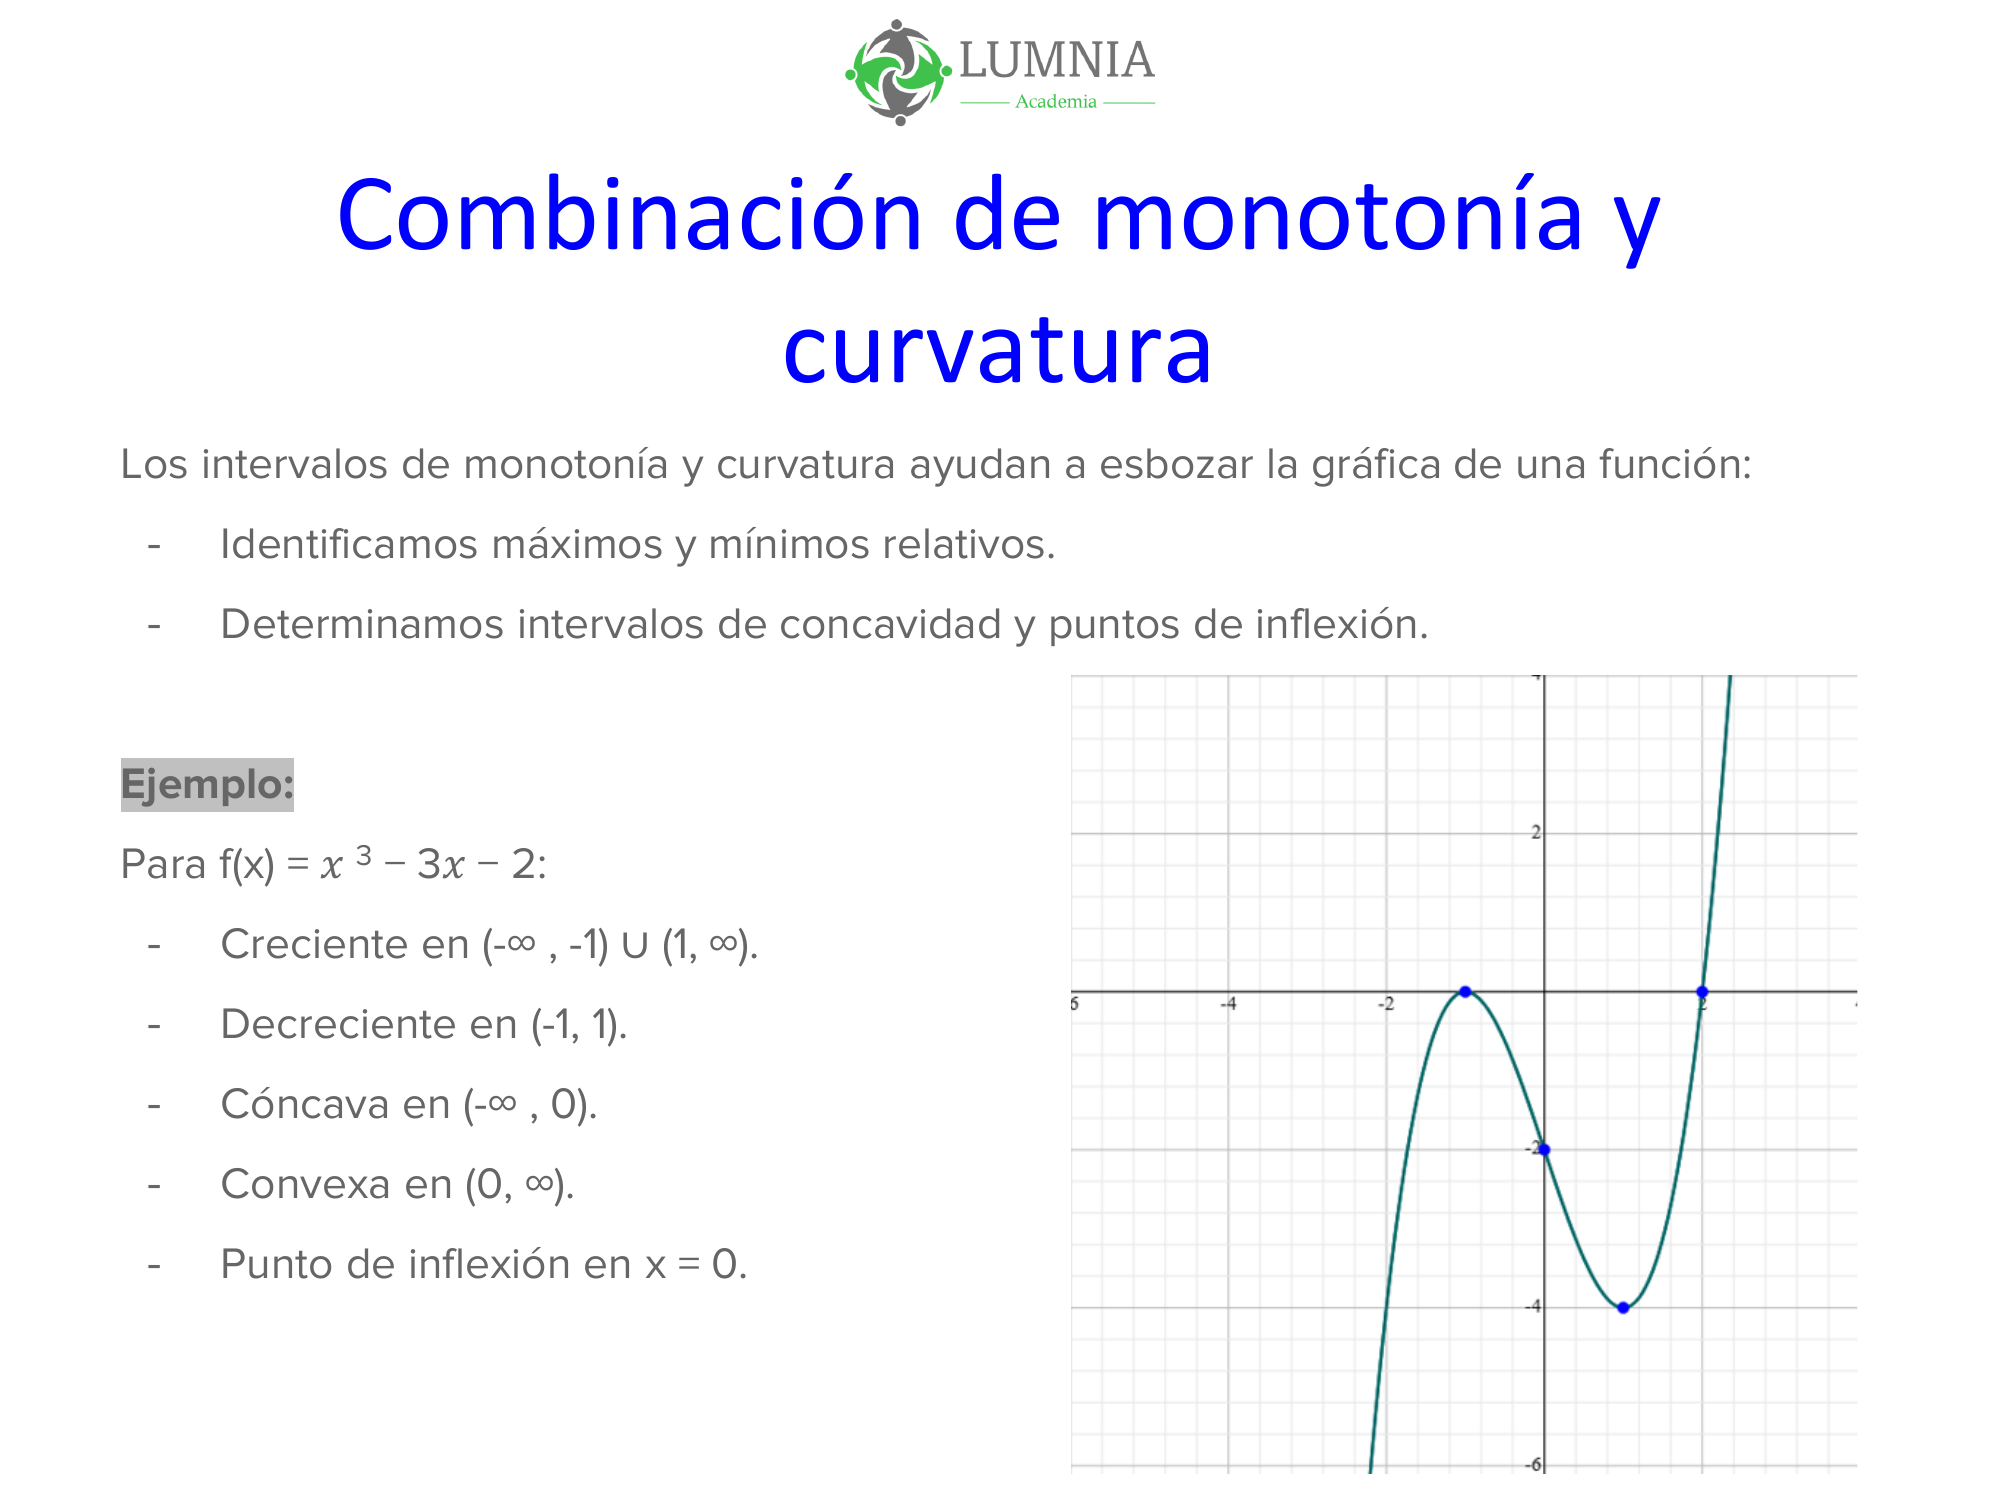 LUMNIA
Academia
Combinación de monotonía y
curvatura
Los intervalos de monotonía y curvatura ayudan a esbozar la gráfica de una función:
- Identificamos máximos y mínimos relativos.
- Determinamos intervalos de concavidad y puntos de inflexión.
Ejemplo:
Para f(x) = 𝑥 ³ − 3𝑥 − 2:
- Creciente en (-∞ , -1) ∪ (1, ∞).
- Decreciente en (-1, 1).
- Cóncava en (-∞ , 0).
- Convexa en (0, ∞).
- Punto de inflexión en x = 0.
4
2
6 -4 -2 2
-2
-4
-6